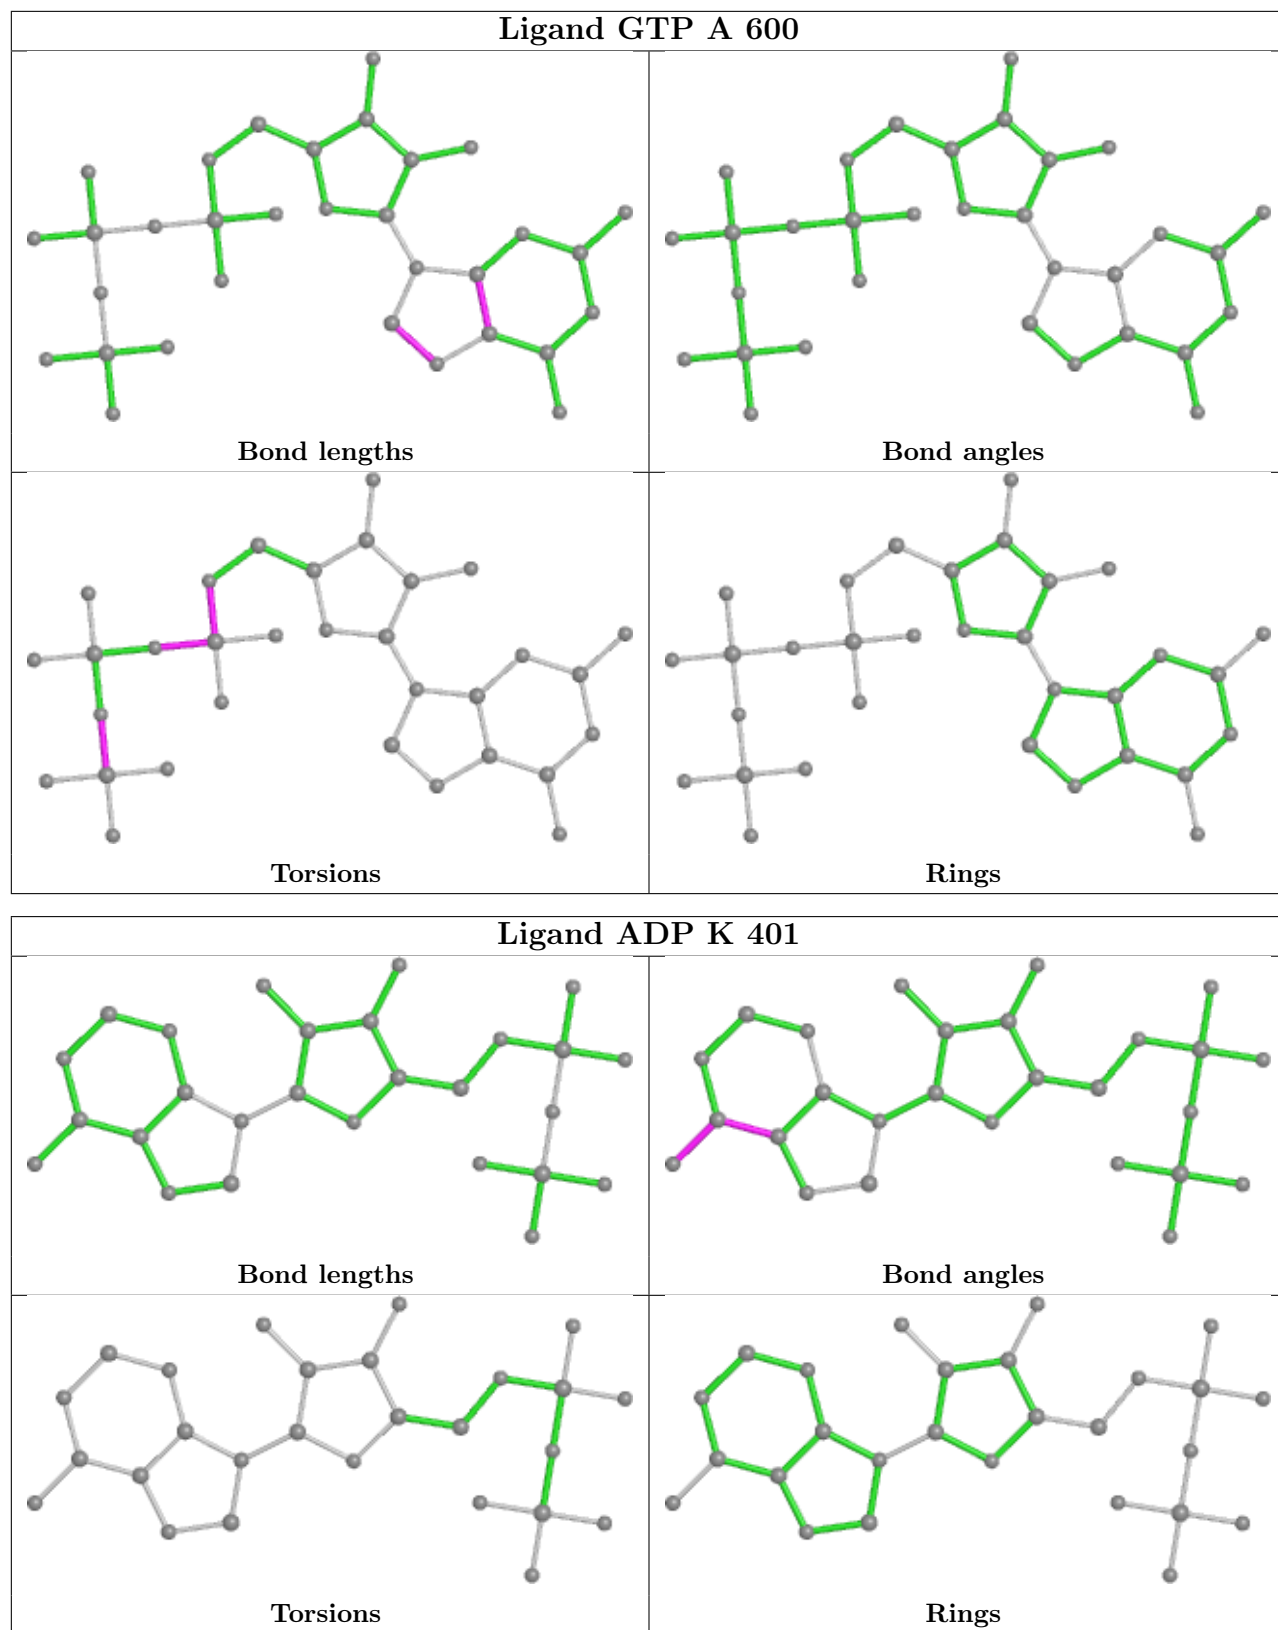 Ligand GTP A 600
Bond lengths
Bond angles
Torsions
Rings
Ligand ADP K 401
Bond lengths
Bond angles
Torsions
Rings